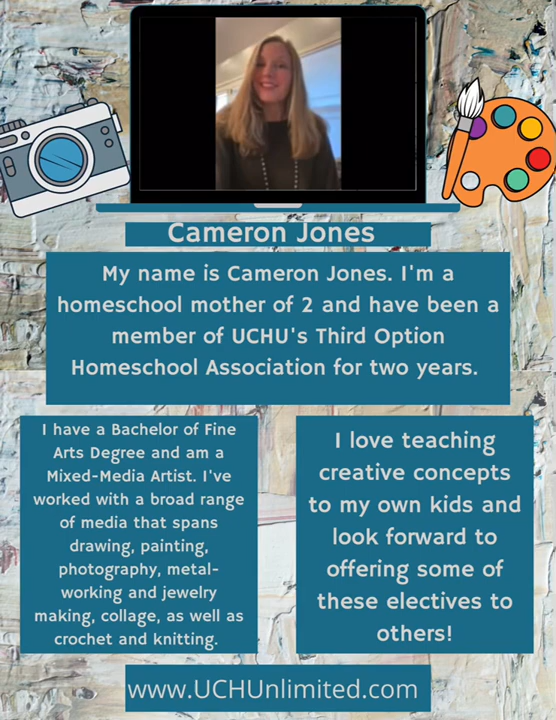 Cameron Jones
My name is Cameron Jones. I'm a
homeschool mother of 2 and have been a
member of UCHU's Third Option
Homeschool Association for two years.
I have a Bachelor of Fine
Arts Degree and am a
Mixed-Media Artist. I've
worked with a broad range
of media that spans
drawing, painting,
photography, metal-
working and jewelry
making, collage, as well as
crochet and knitting.
I love teaching
creative concepts
to my own kids and
look forward to
offering some of
these electives to
others!
www.UCHUnlimited.com